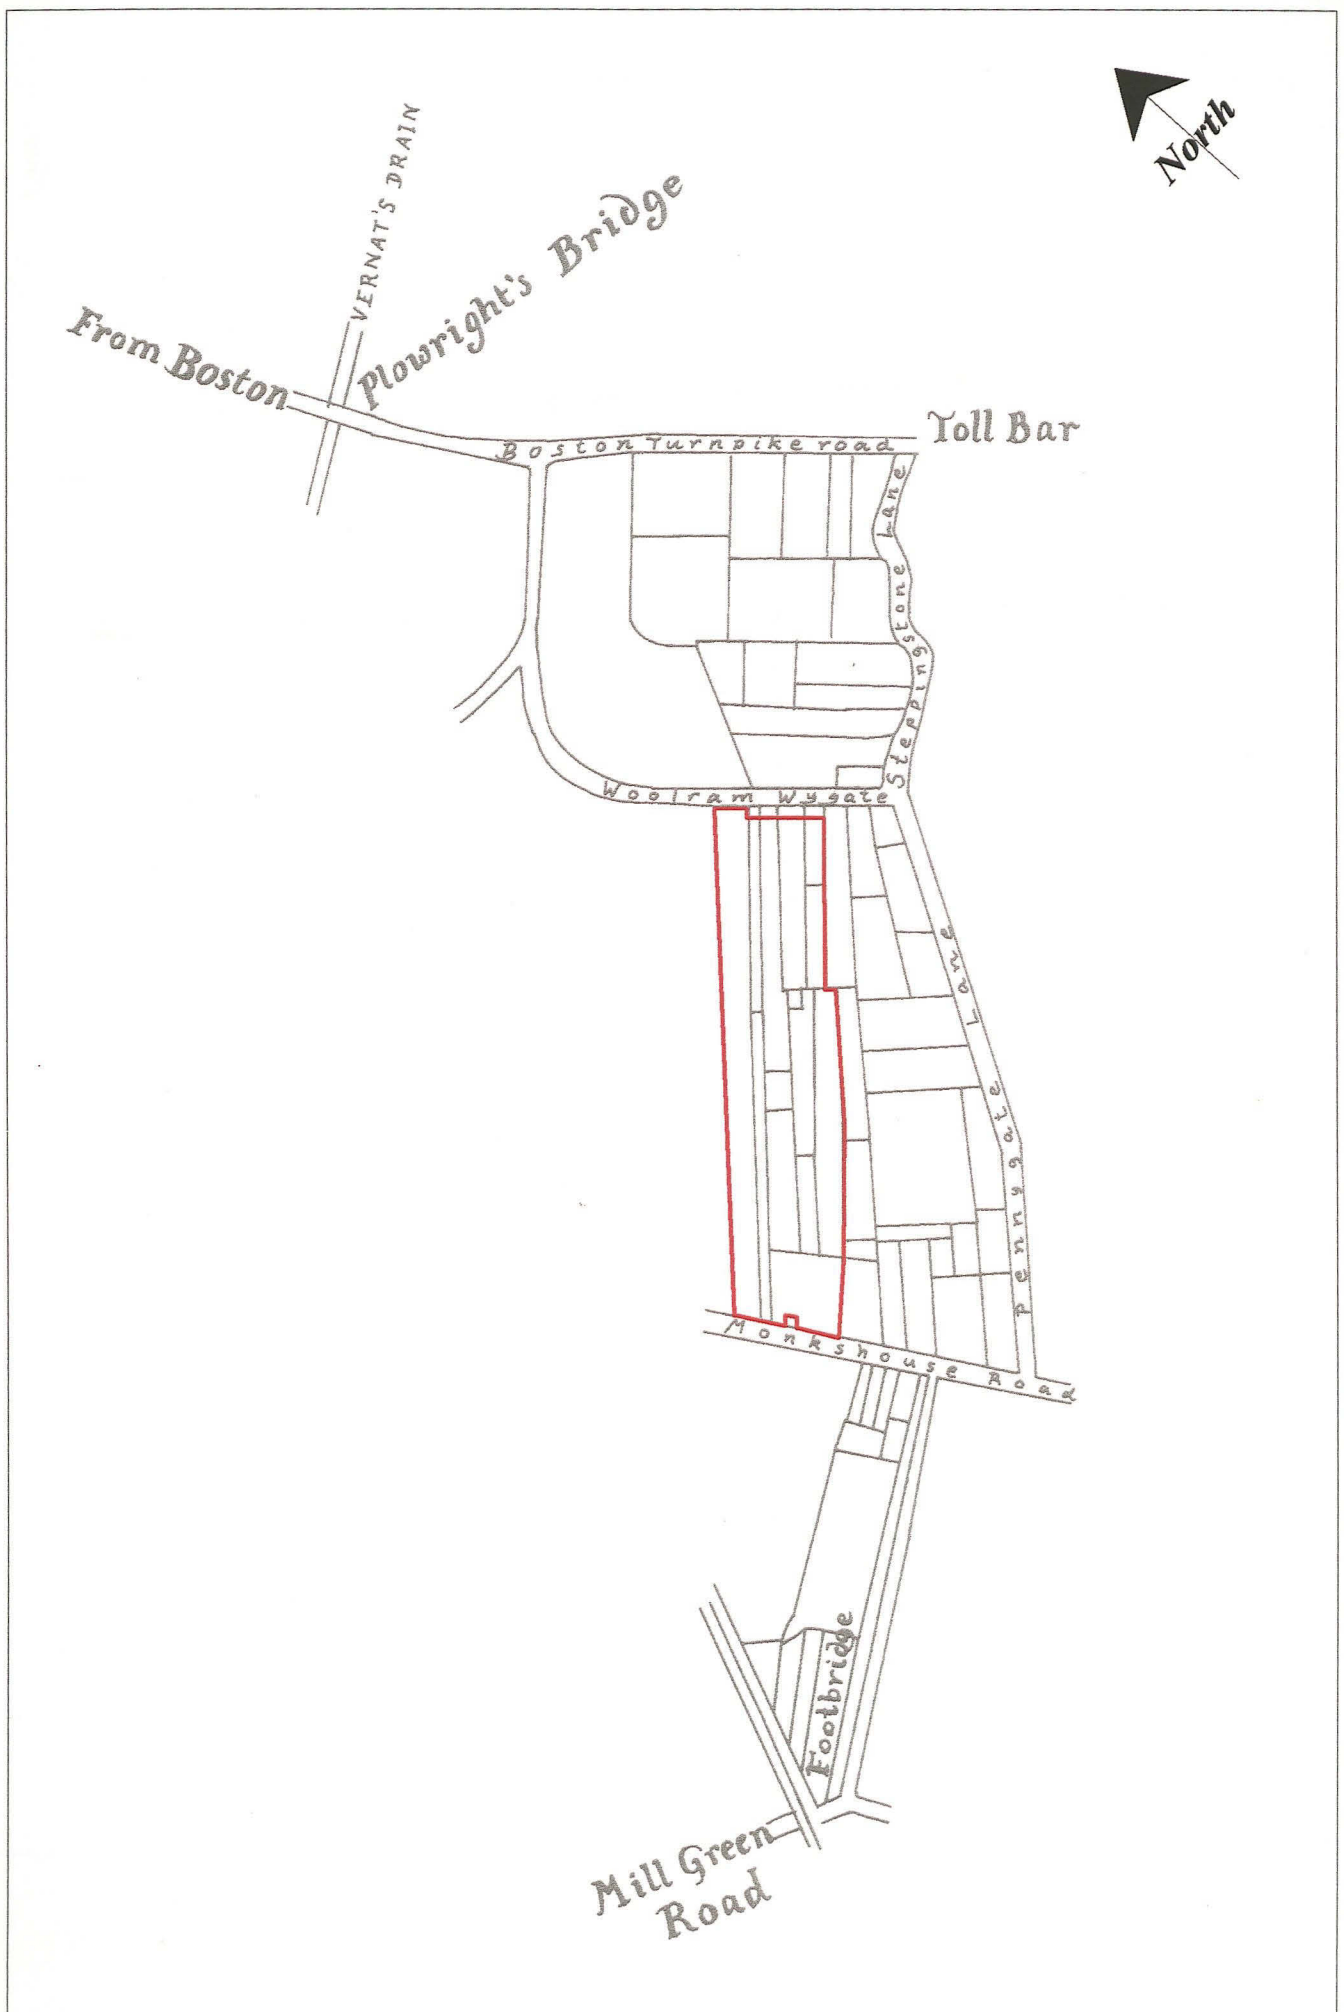 North
VERNAT'S DRAIN
Plowright's Bridge
From Boston
Toll Bar
Boston Turnpike road
Steppingstone Lane
Woolram Wygate
Pennygate Lane
Monkshouse Road
Footbridge
Mill Green
Road